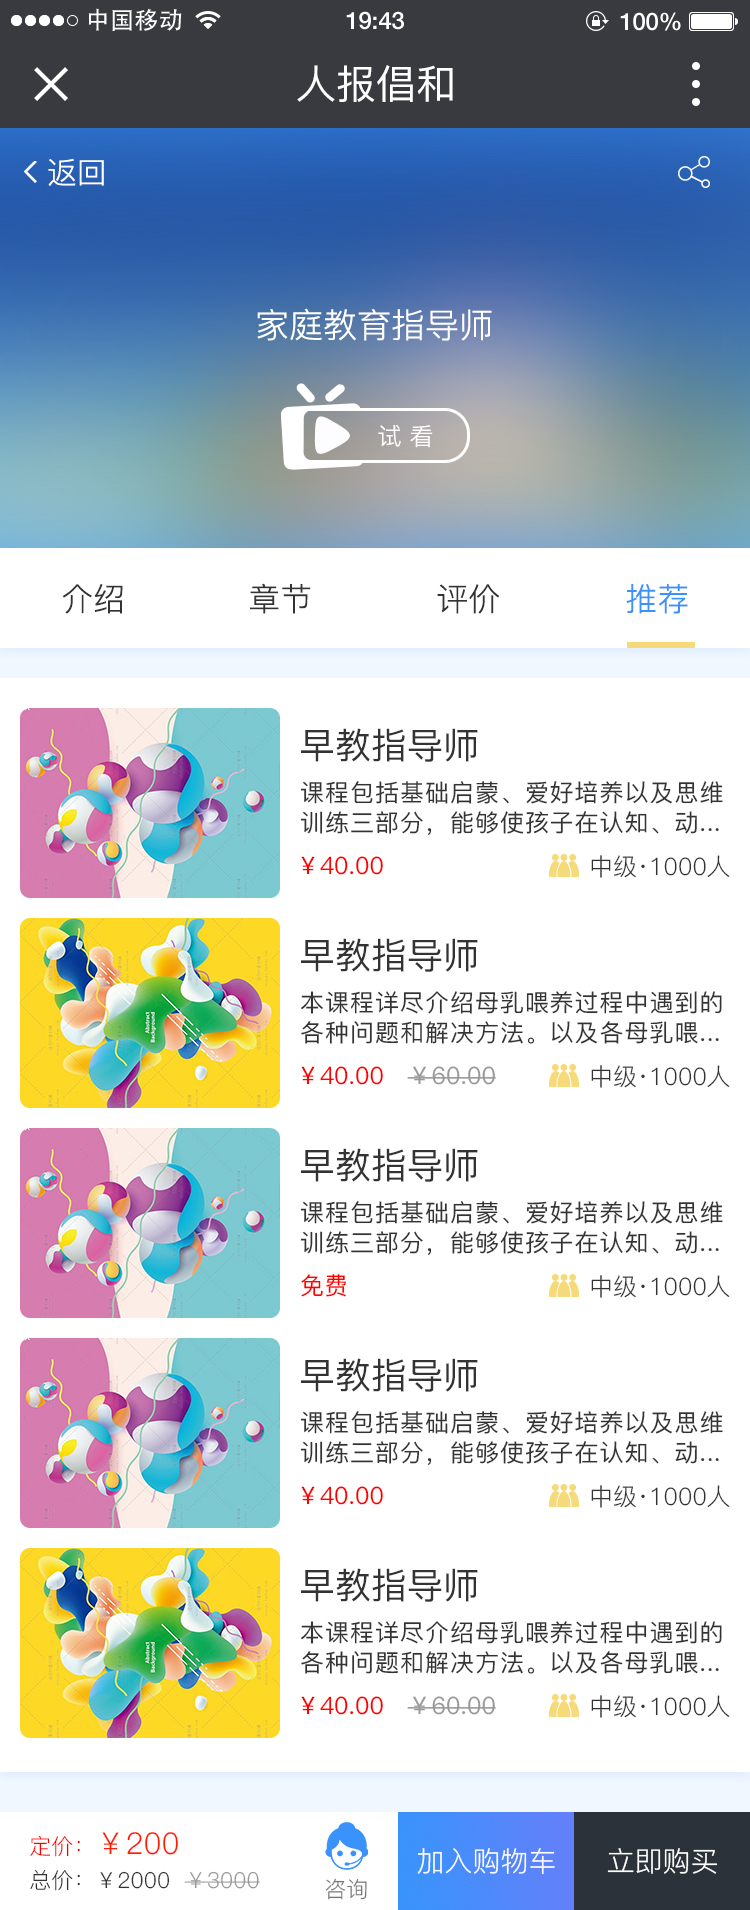 中国移动 19:43 100%
人报倡和
返回
家庭教育指导师
试看
介绍 章节 评价 推荐
早教指导师
课程包括基础启蒙、爱好培养以及思维
训练三部分，能够使孩子在认知、动...
￥40.00 中级·1000人
Abstract
Background
早教指导师
本课程详尽介绍母乳喂养过程中遇到的
各种问题和解决方法。以及各母乳喂...
￥40.00 ￥60.00 中级·1000人
早教指导师
课程包括基础启蒙、爱好培养以及思维
训练三部分，能够使孩子在认知、动...
免费 中级·1000人
早教指导师
课程包括基础启蒙、爱好培养以及思维
训练三部分，能够使孩子在认知、动...
￥40.00 中级·1000人
Abstract
Background
早教指导师
本课程详尽介绍母乳喂养过程中遇到的
各种问题和解决方法。以及各母乳喂...
￥40.00 ￥60.00 中级·1000人
定价：￥200
总价：￥2000 ￥3000
咨询
加入购物车
立即购买